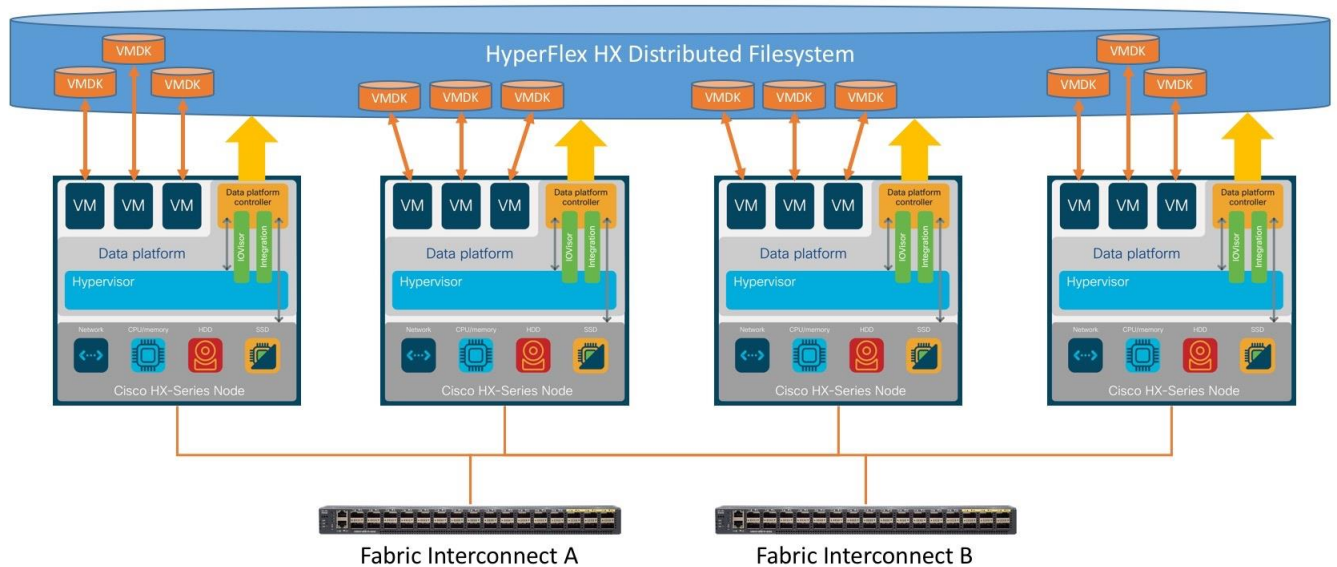 HyperFlex HX Distributed Filesystem
VMDK
VMDK
VMDK
VMDK
VMDK
VMDK
VMDK
VMDK
VMDK
VMDK
VMDK
VMDK
VM
VM
VM
Data platform
controller
IOVisor
Integration
Data platform
Hypervisor
Network
CPU/memory
HDD
SSD
Cisco HX-Series Node
VM
VM
VM
Data platform
controller
IOVisor
Integration
Data platform
Hypervisor
Network
CPU/memory
HDD
SSD
Cisco HX-Series Node
VM
VM
VM
Data platform
controller
IOVisor
Integration
Data platform
Hypervisor
Network
CPU/memory
HDD
SSD
Cisco HX-Series Node
VM
VM
VM
Data platform
controller
IOVisor
Integration
Data platform
Hypervisor
Network
CPU/memory
HDD
SSD
Cisco HX-Series Node
Fabric Interconnect A
Fabric Interconnect B